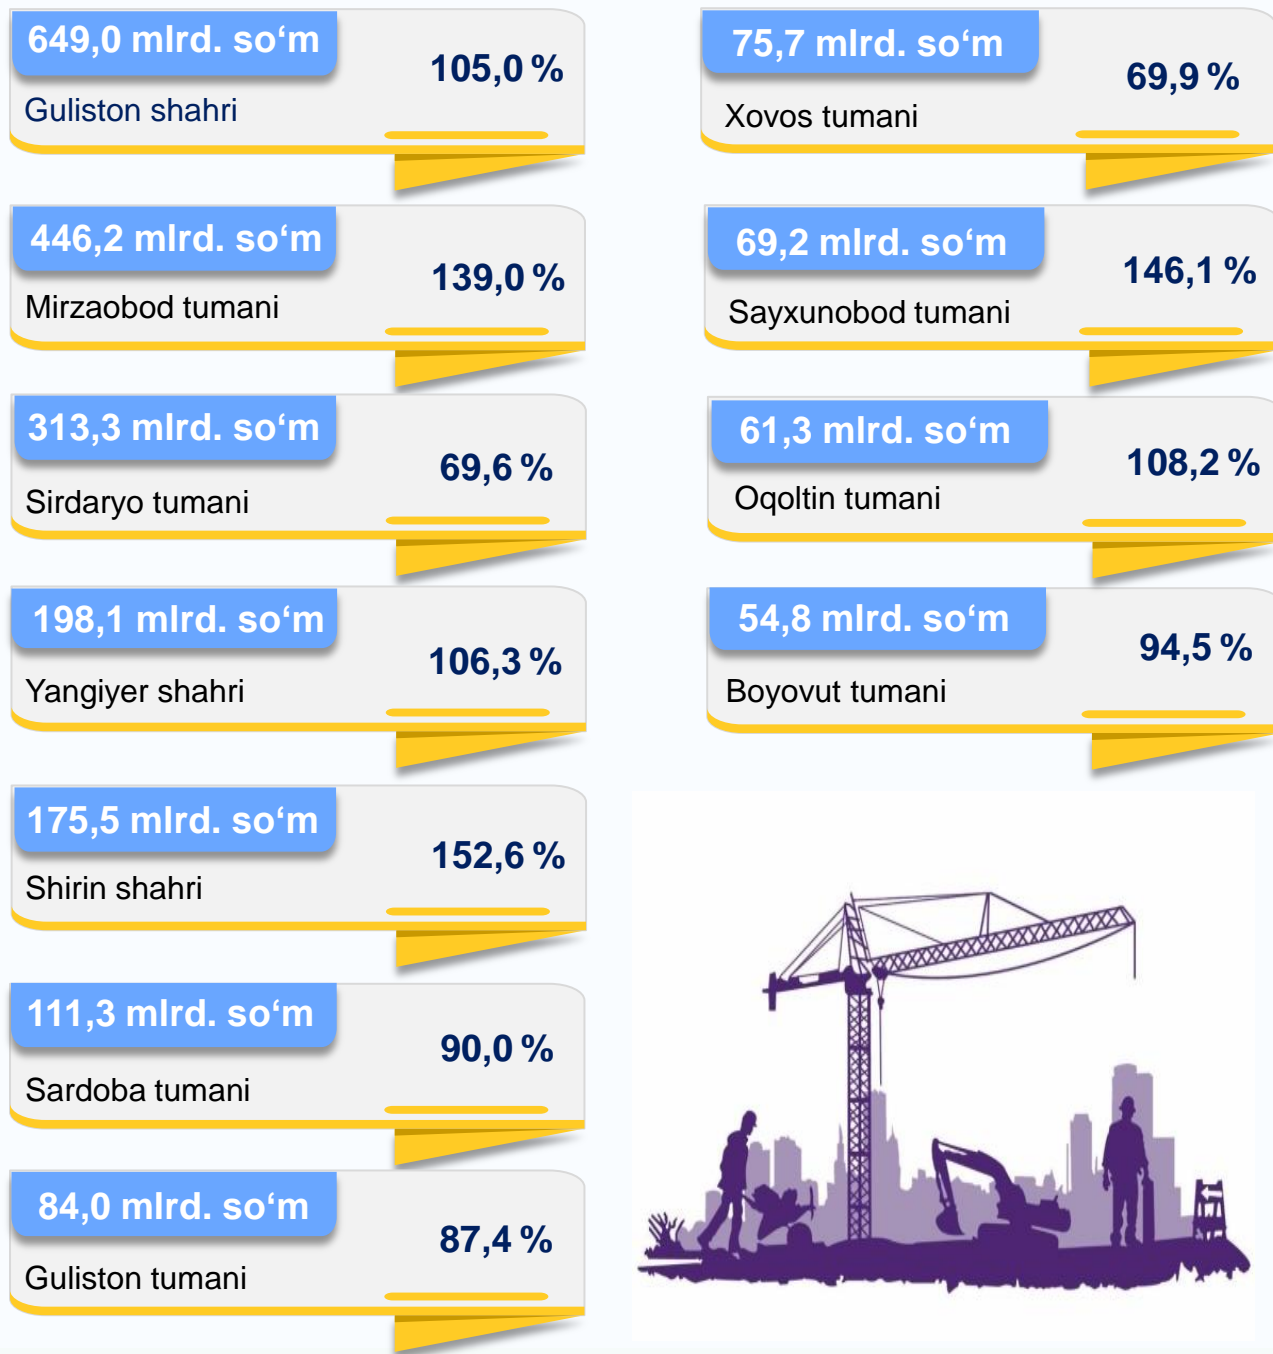 649,0 mlrd. so‘m
105,0 %
Guliston shahri
446,2 mlrd. so‘m
139,0 %
Mirzaobod tumani
313,3 mlrd. so‘m
69,6 %
Sirdaryo tumani
198,1 mlrd. so‘m
106,3 %
Yangiyer shahri
175,5 mlrd. so‘m
152,6 %
Shirin shahri
111,3 mlrd. so‘m
90,0 %
Sardoba tumani
84,0 mlrd. so‘m
87,4 %
Guliston tumani
75,7 mlrd. so‘m
69,9 %
Xovos tumani
69,2 mlrd. so‘m
146,1 %
Sayxunobod tumani
61,3 mlrd. so‘m
108,2 %
Oqoltin tumani
54,8 mlrd. so‘m
94,5 %
Boyovut tumani